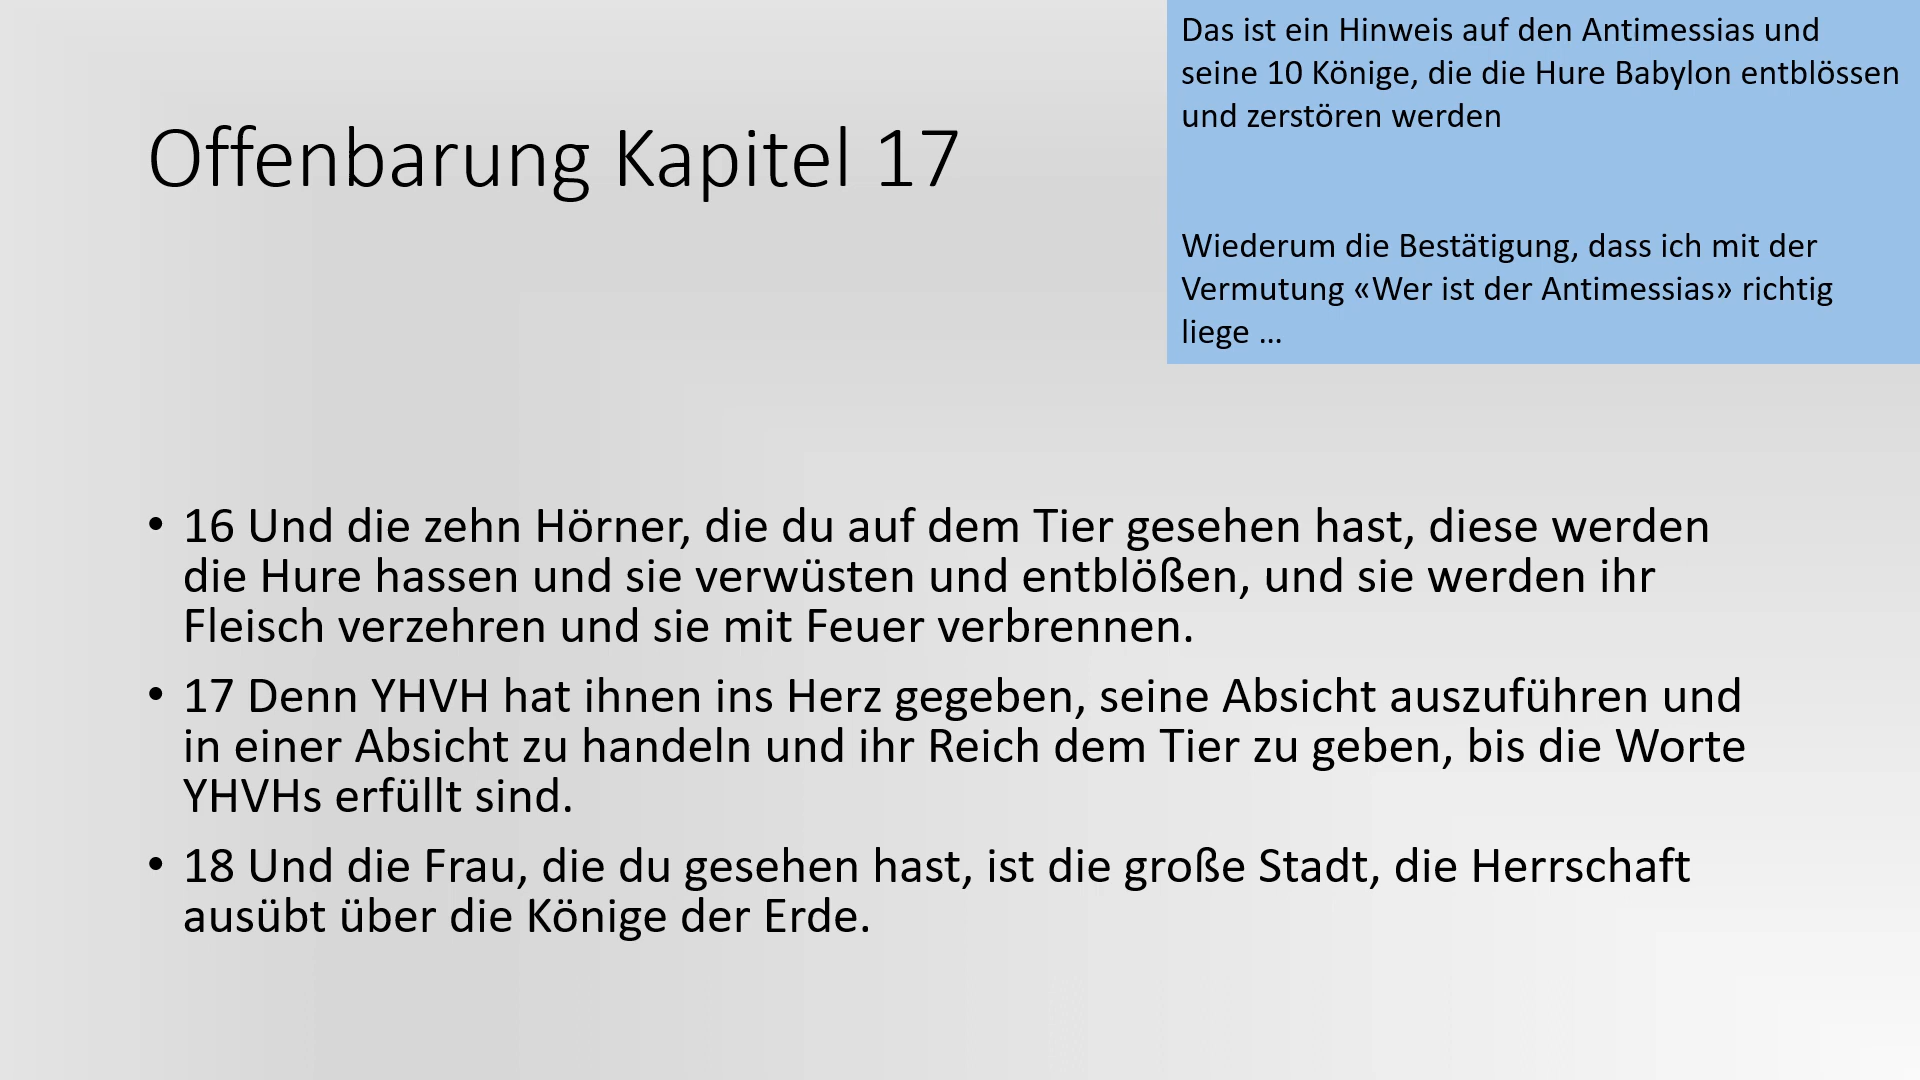 Das ist ein Hinweis auf den Antimessias und
seine 10 Könige, die die Hure Babylon entblössen
und zerstören werden
Offenbarung Kapitel 17
Wiederum die Bestätigung, dass ich mit der
Vermutung «Wer ist der Antimessias» richtig
liege …
• 16 Und die zehn Hörner, die du auf dem Tier gesehen hast, diese werden
die Hure hassen und sie verwüsten und entblößen, und sie werden ihr
Fleisch verzehren und sie mit Feuer verbrennen.
• 17 Denn YHVH hat ihnen ins Herz gegeben, seine Absicht auszuführen und
in einer Absicht zu handeln und ihr Reich dem Tier zu geben, bis die Worte
YHVHs erfüllt sind.
• 18 Und die Frau, die du gesehen hast, ist die große Stadt, die Herrschaft
ausübt über die Könige der Erde.